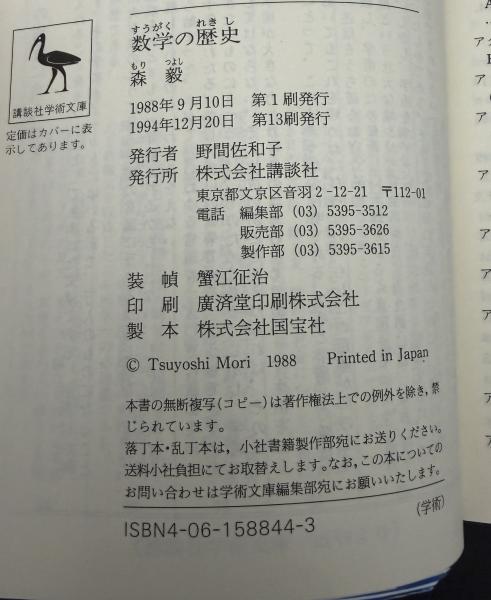 すうがく れきし
数学の歴史
もり つよし
森 毅
講談社学術文庫
定価はカバーに表
示してあります。
1988年9月10日 第1刷発行
1994年12月20日 第13刷発行
発行者 野間佐和子
発行所 株式会社講談社
東京都文京区音羽2-12-21 〒112-01
電話 編集部 (03) 5395-3512
販売部 (03) 5395-3626
製作部 (03) 5395-3615
装 幀 蟹江征治
印 刷 廣済堂印刷株式会社
製 本 株式会社国宝社
© Tsuyoshi Mori 1988 Printed in Japan
本書の無断複写(コピー)は著作権法上での例外を除き,禁
じられています。
落丁本・乱丁本は,小社書籍製作部宛にお送りください。
送料小社負担にてお取替えします。なお,この本についての
お問い合わせは学術文庫編集部宛にお願いいたします。
(学術)
ISBN4-06-158844-3